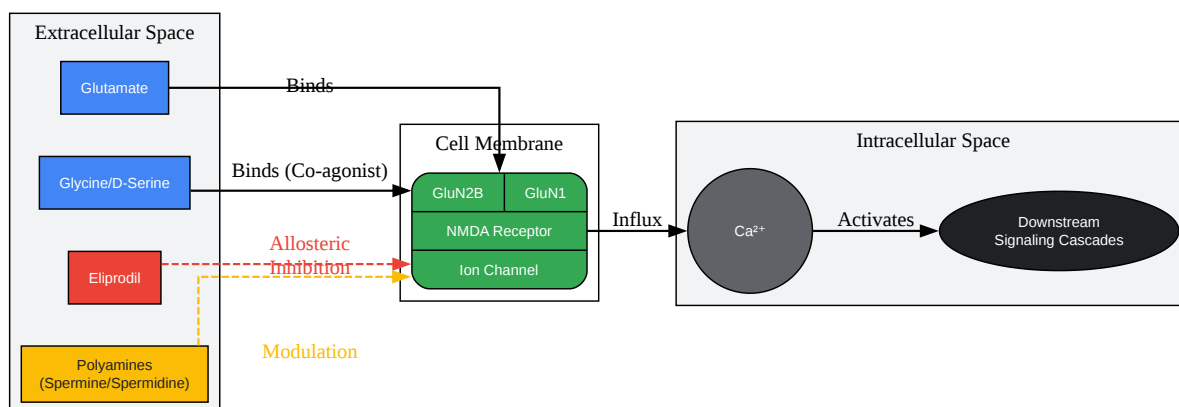 Extracellular Space
Glutamate
Binds
Cell Membrane
Intracellular Space
Glycine/D-Serine
Binds (Co-agonist)
GluN2B
GluN1
NMDA Receptor
Ion Channel
Influx
Ca²⁺
Activates
Downstream
Signaling Cascades
Eliprodil
Allosteric
Inhibition
Modulation
Polyamines
(Spermine/Spermidine)